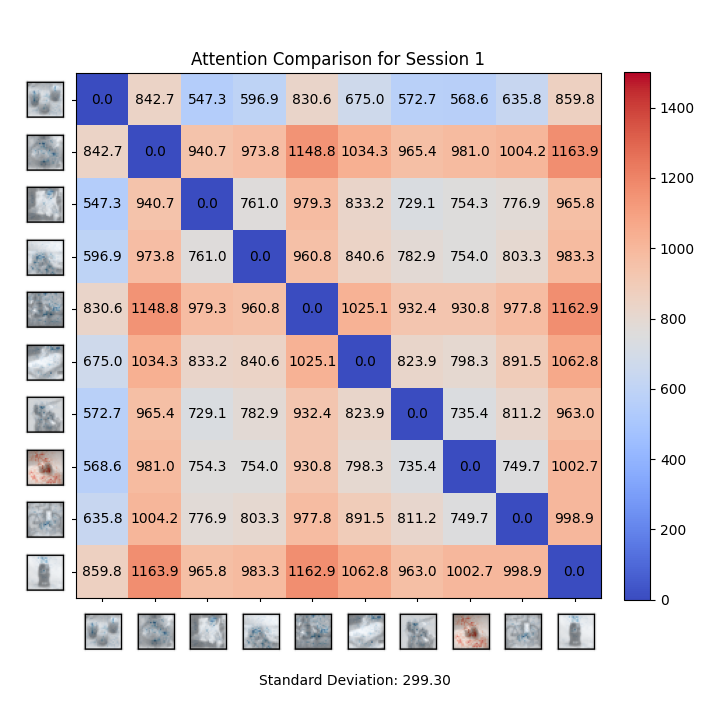 Attention Comparison for Session 1
0.0 842.7 547.3 596.9 830.6 675.0 572.7 568.6 635.8 859.8
842.7 0.0 940.7 973.8 1148.8 1034.3 965.4 981.0 1004.2 1163.9
547.3 940.7 0.0 761.0 979.3 833.2 729.1 754.3 776.9 965.8
596.9 973.8 761.0 0.0 960.8 840.6 782.9 754.0 803.3 983.3
830.6 1148.8 979.3 960.8 0.0 1025.1 932.4 930.8 977.8 1162.9
675.0 1034.3 833.2 840.6 1025.1 0.0 823.9 798.3 891.5 1062.8
572.7 965.4 729.1 782.9 932.4 823.9 0.0 735.4 811.2 963.0
568.6 981.0 754.3 754.0 930.8 798.3 735.4 0.0 749.7 1002.7
635.8 1004.2 776.9 803.3 977.8 891.5 811.2 749.7 0.0 998.9
859.8 1163.9 965.8 983.3 1162.9 1062.8 963.0 1002.7 998.9 0.0
1400
1200
1000
800
600
400
200
0
Standard Deviation: 299.30